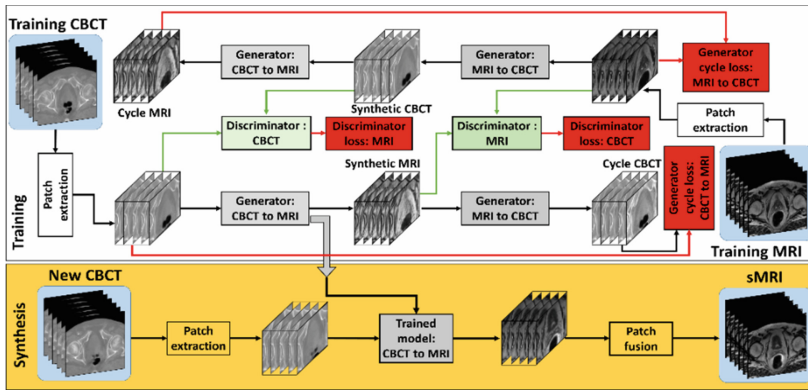 Training CBCT
Generator:
CBCT to MRI
Generator:
MRI to CBCT
Generator
cycle loss:
MRI to CBCT
Cycle MRI
Synthetic CBCT
Patch
extraction
Discriminator :
CBCT
Discriminator
loss: MRI
Discriminator :
MRI
Discriminator
loss: CBCT
Patch
extraction
Synthetic MRI
Cycle CBCT
Generator:
CBCT to MRI
Generator:
MRI to CBCT
Generator
cycle loss:
CBCT to MRI
Training
Training MRI
New CBCT
sMRI
Synthesis
Patch
extraction
Trained
model:
CBCT to MRI
Patch
fusion